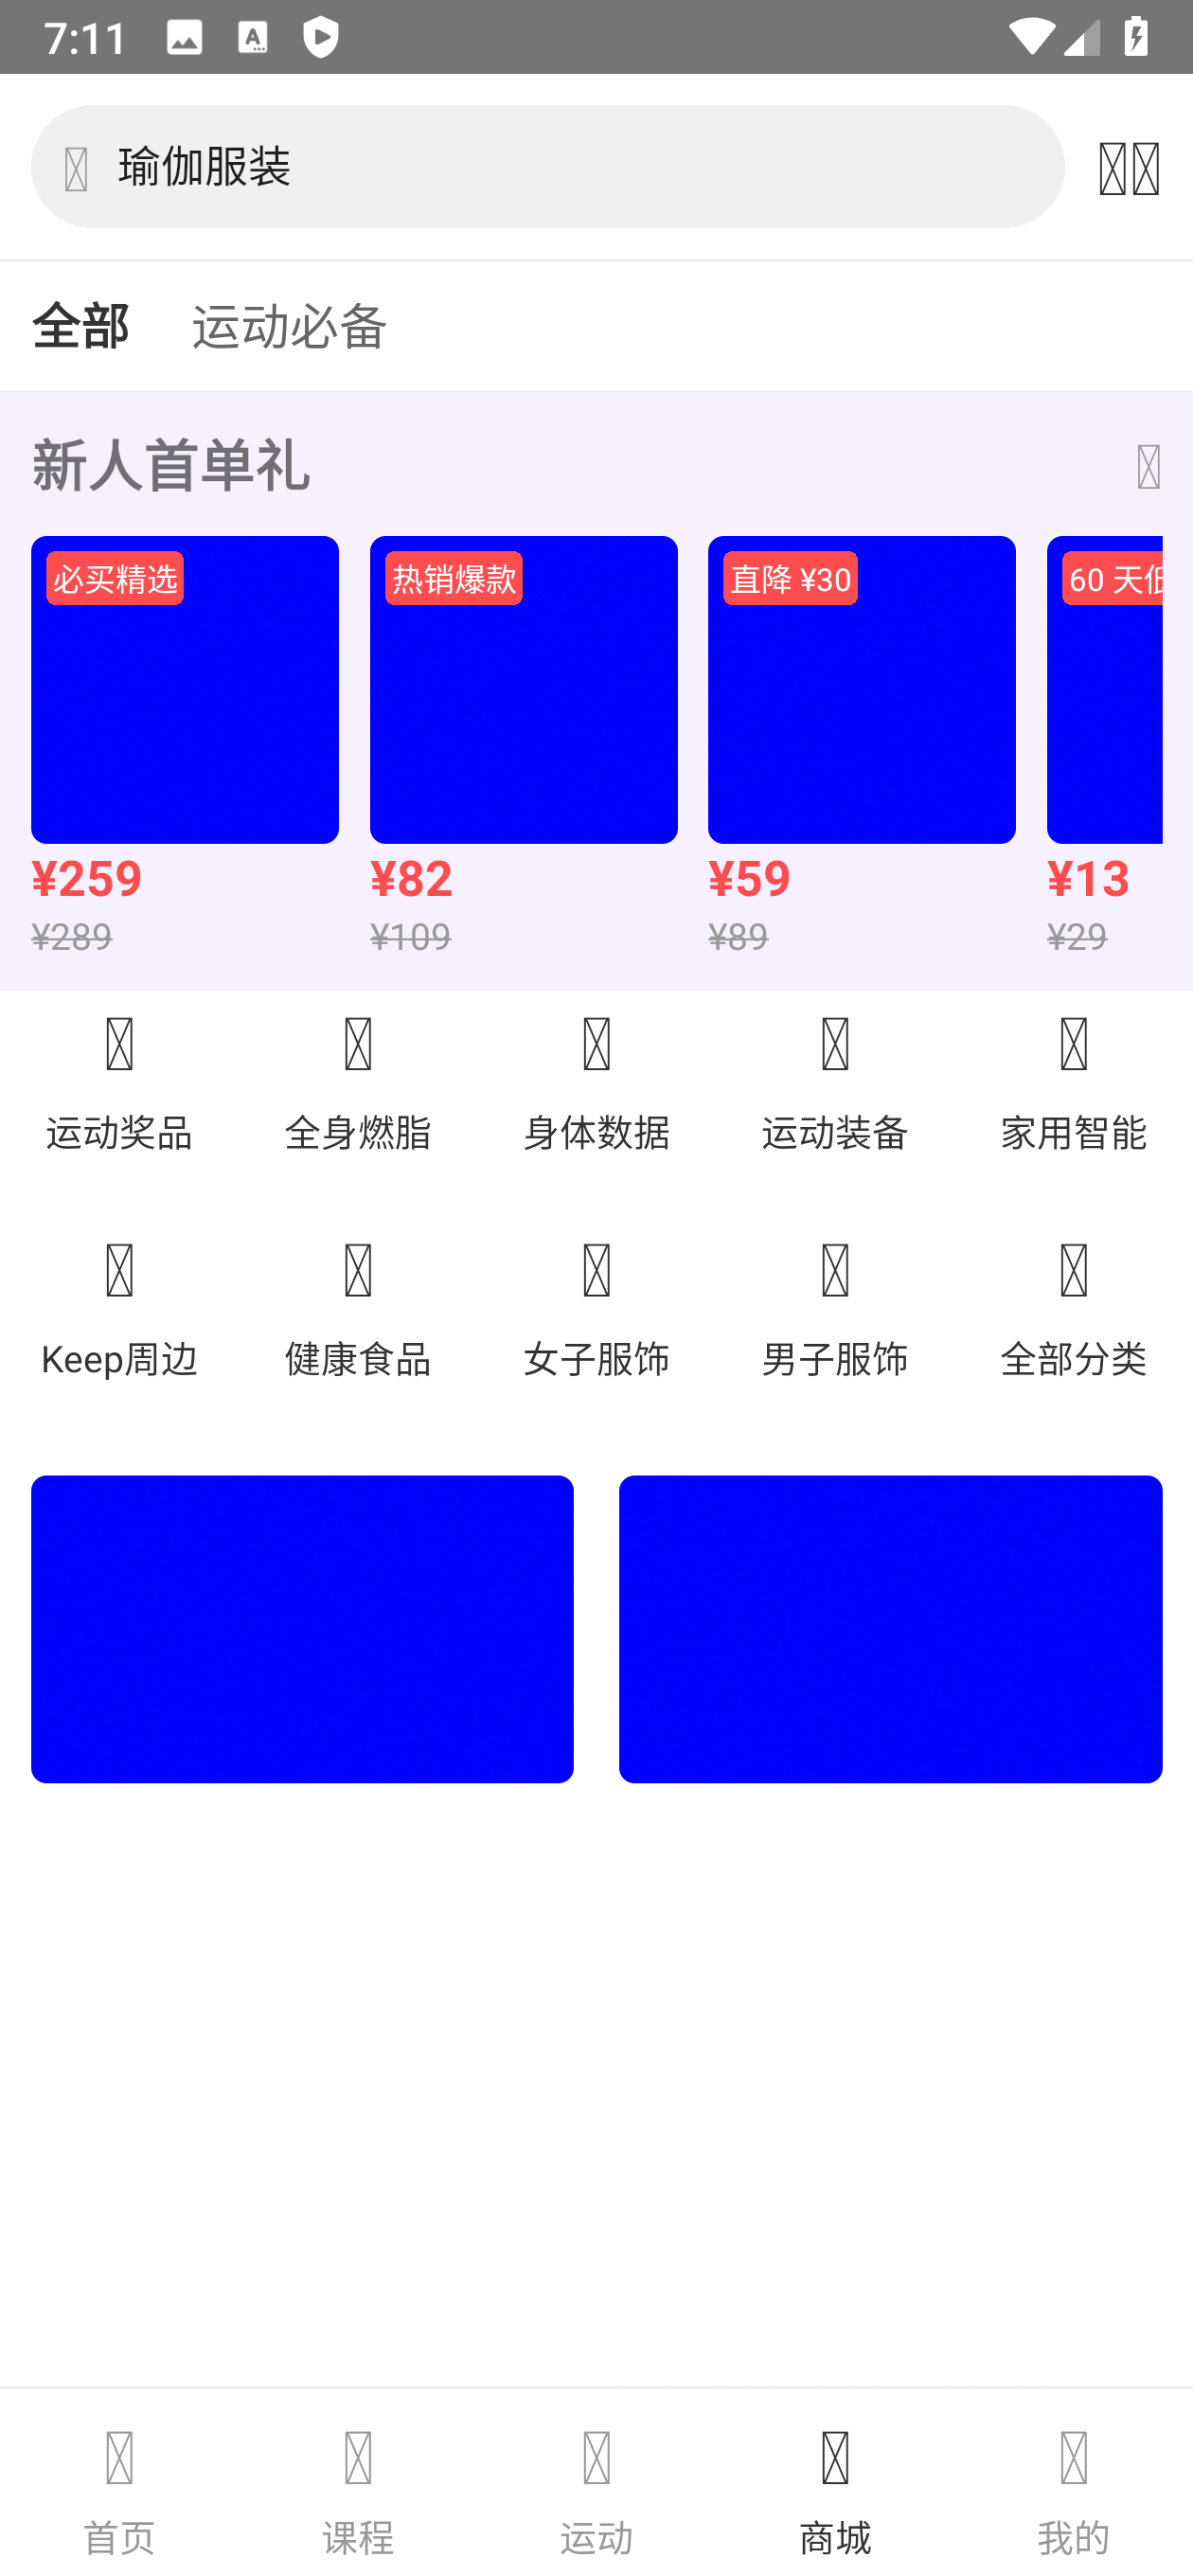 7:11
瑜伽服装
全部 运动必备
新人首单礼
必买精选 热销爆款 直降 ¥30 60 天
¥259 ¥82 ¥59 ¥13
¥289 ¥109 ¥89 ¥29
运动奖品 全身燃脂 身体数据 运动装备 家用智能
Keep周边 健康食品 女子服饰 男子服饰 全部分类
首页 课程 运动 商城 我的